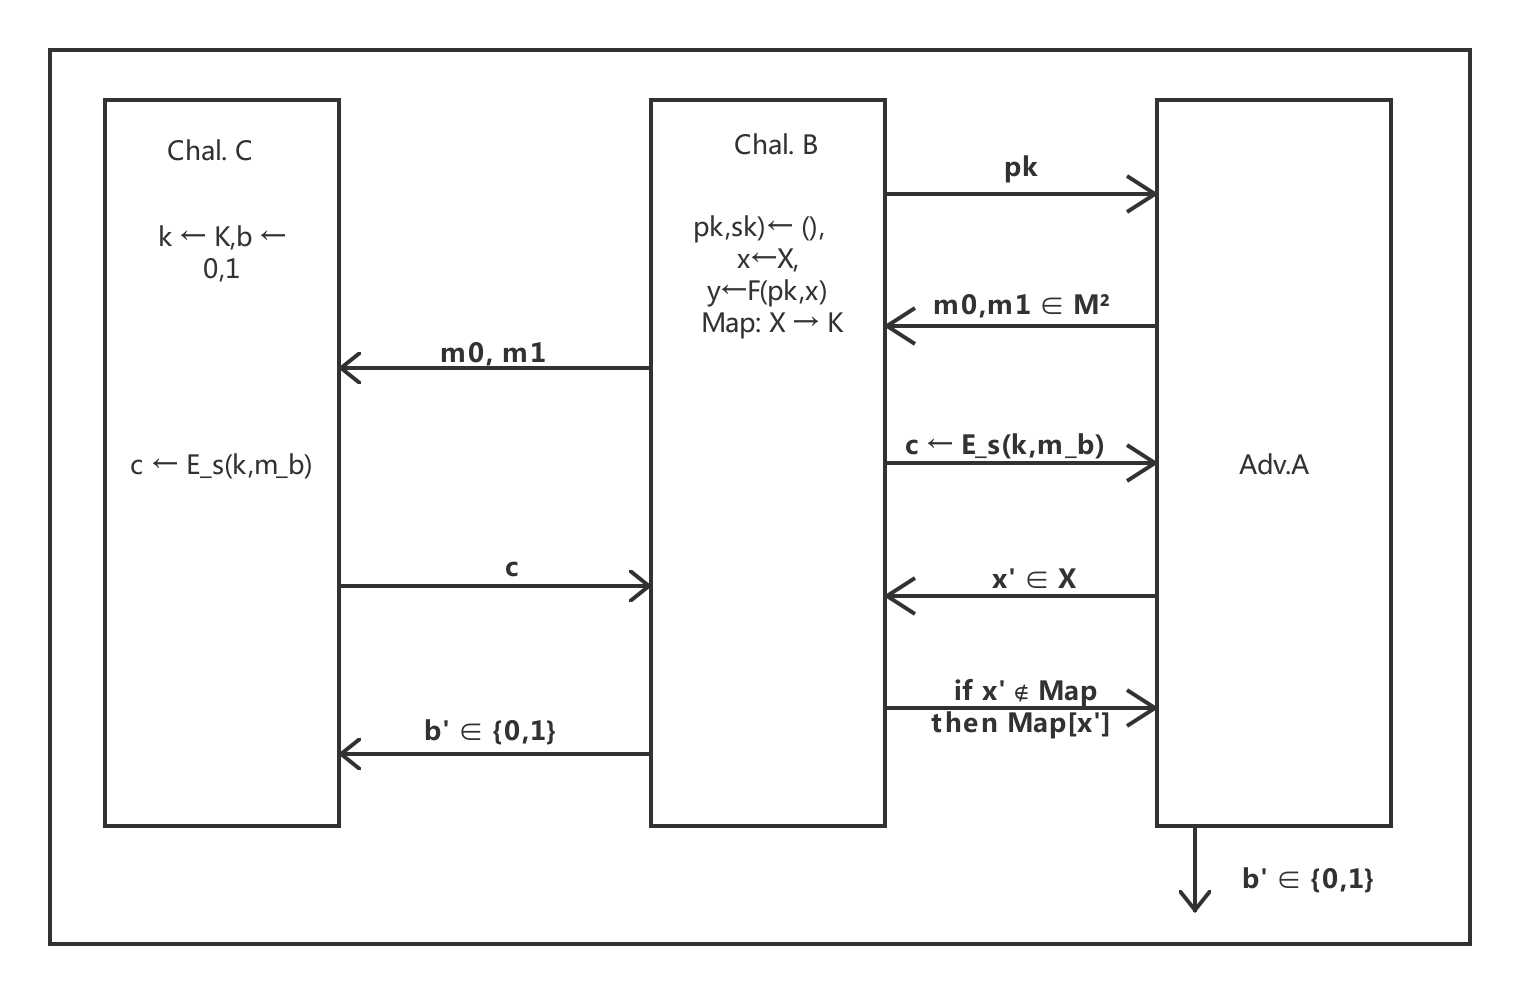 Chal. C
k ← K,b ←
0,1
c ← E_s(k,m_b)
m0, m1
c
b' ∈ {0,1}
Chal. B
pk,sk)← (),
x←X,
y←F(pk,x)
Map: X → K
pk
m0,m1 ∈ M²
c ← E_s(k,m_b)
x' ∈ X
if x' ∉ Map
then Map[x']
Adv.A
b' ∈ {0,1}